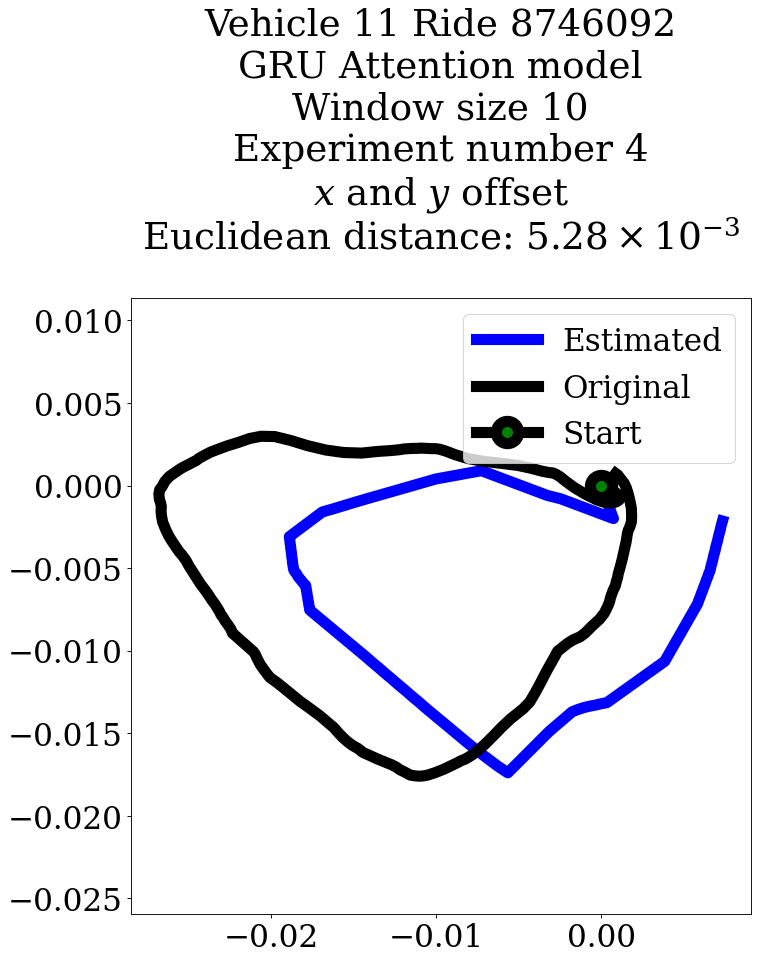 Vehicle 11 Ride 8746092
GRU Attention model
Window size 10
Experiment number 4
x and y offset
Euclidean distance: 5.28 × 10⁻³
Estimated
Original
Start
0.010
0.005
0.000
−0.005
−0.010
−0.015
−0.020
−0.025
−0.02
−0.01
0.00